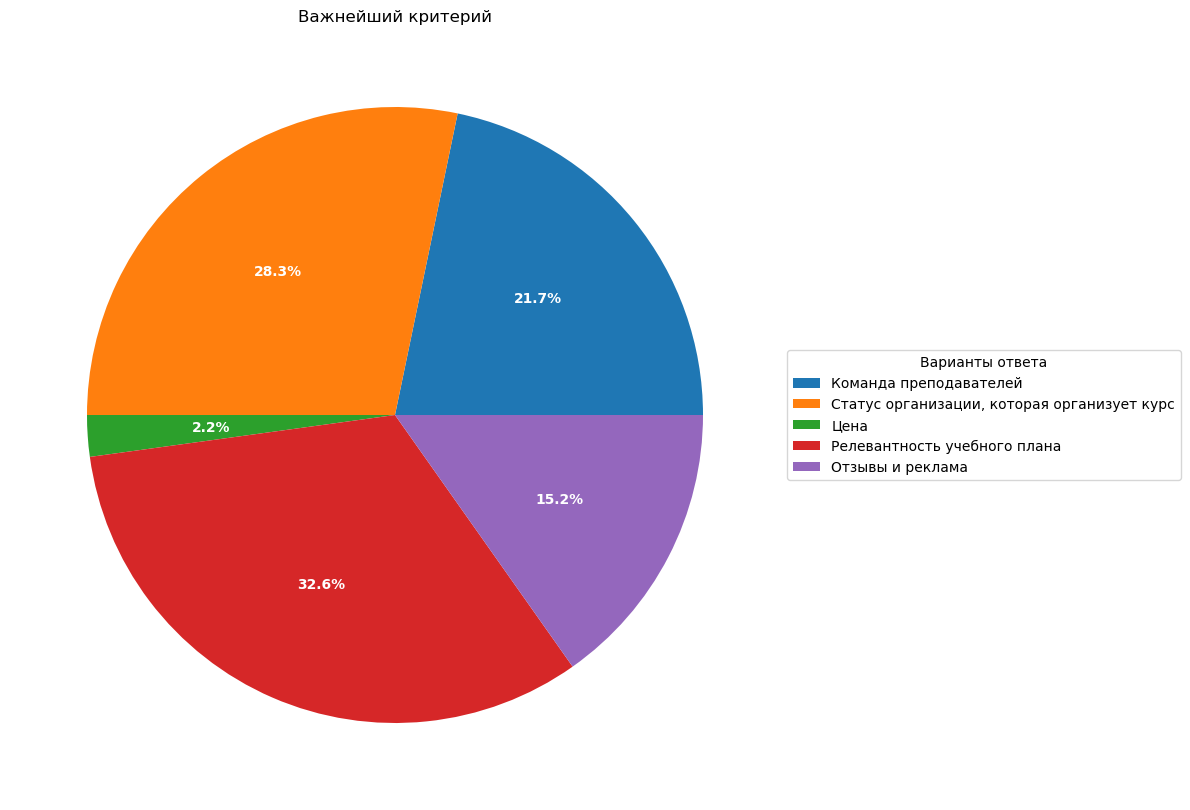 Важнейший критерий
28.3%
21.7%
2.2%
15.2%
32.6%
Варианты ответа
Команда преподавателей
Статус организации, которая организует курс
Цена
Релевантность учебного плана
Отзывы и реклама